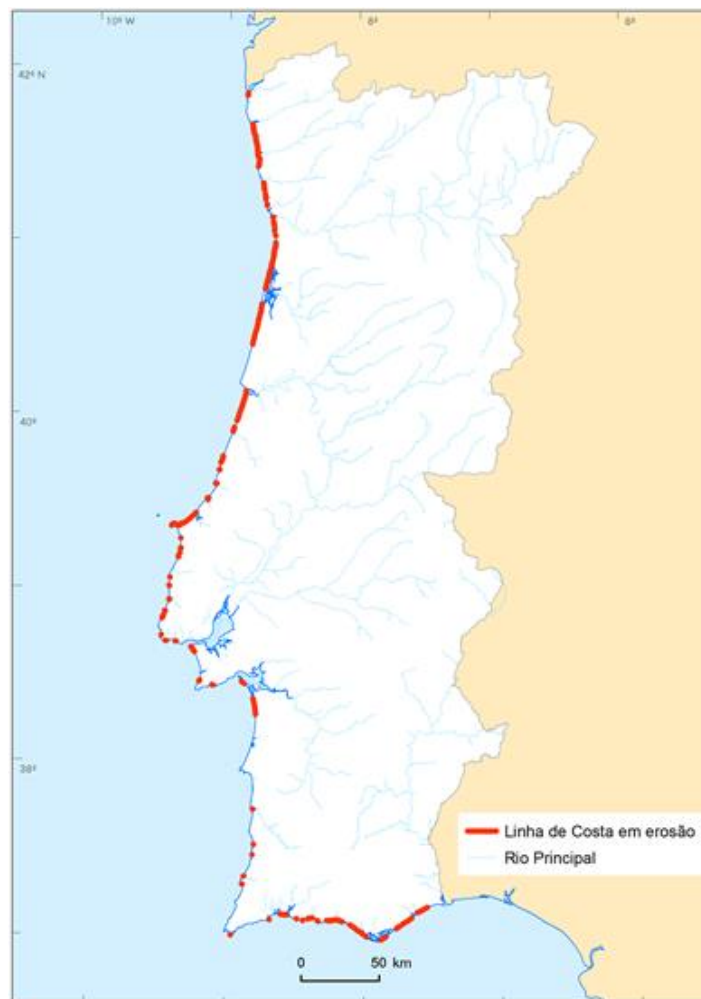 10º W
8º
6º
42º N
40º
38º
Linha de Costa em erosão
Rio Principal
0 50 km